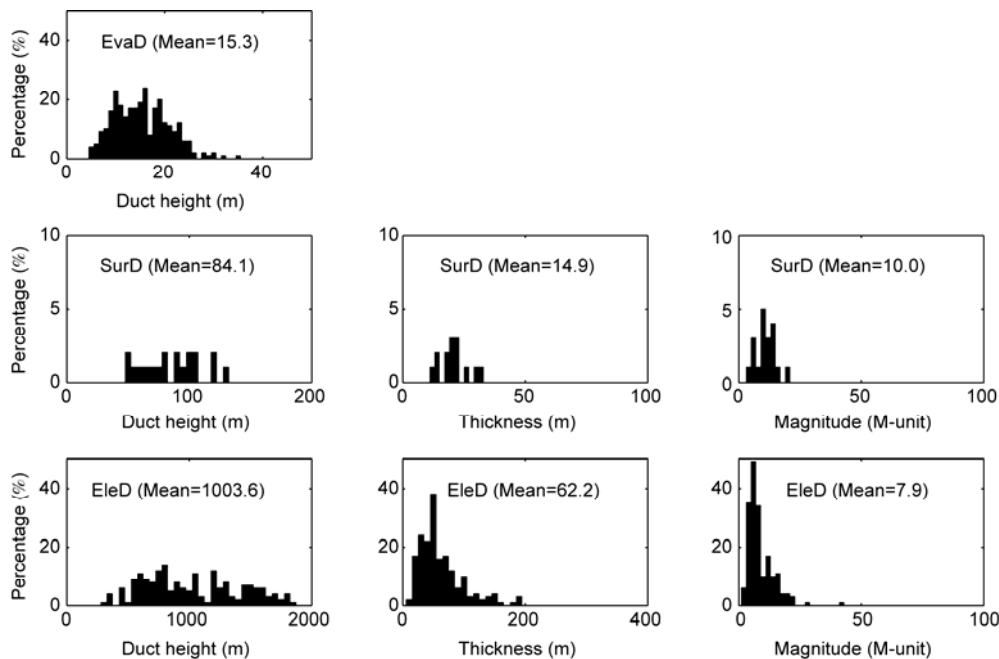 Percentage (%)
40
20
0
EvaD (Mean=15.3)
0 20 40
Duct height (m)
Percentage (%)
10
5
0
SurD (Mean=84.1)
0 100 200
Duct height (m)
10
5
0
SurD (Mean=14.9)
0 50 100
Thickness (m)
10
5
0
SurD (Mean=10.0)
0 50 100
Magnitude (M-unit)
Percentage (%)
40
20
0
EleD (Mean=1003.6)
0 1000 2000
Duct height (m)
40
20
0
EleD (Mean=62.2)
0 200 400
Thickness (m)
40
20
0
EleD (Mean=7.9)
0 50 100
Magnitude (M-unit)